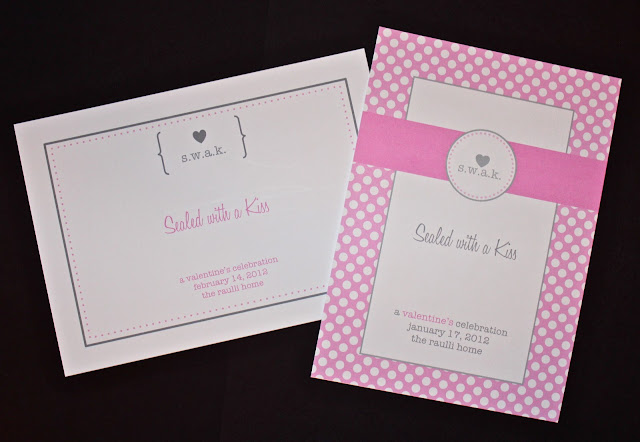 s.w.a.k.
Sealed with a Kiss
a valentine's celebration
february 14, 2012
the raulli home
s.w.a.k.
Sealed with a Kiss
a valentine's celebration
january 17, 2012
the raulli home